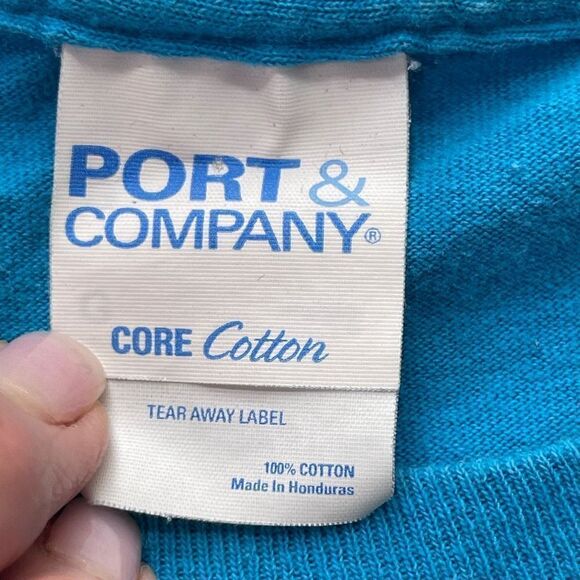 PORT &
COMPANY®
CORE Cotton
TEAR AWAY LABEL
100% COTTON
Made In Honduras